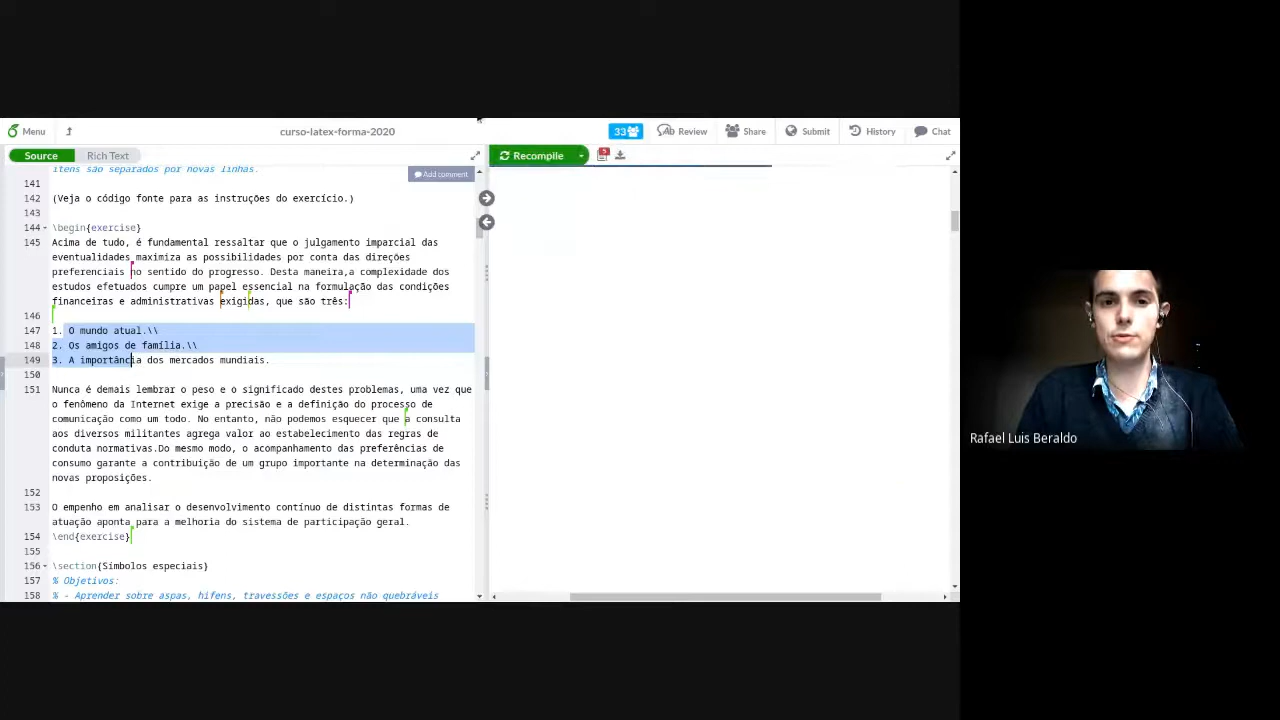 Menu
curso-latex-forma-2020
33
Review
Share
Submit
History
Chat
Source
Rich Text
Recompile
5
itens são separados por novas linhas.
Add comment
141
142 (Veja o código fonte para as instruções do exercício.)
143
144 \begin{exercise}
145 Acima de tudo, é fundamental ressaltar que o julgamento imparcial das
eventualidades maximiza as possibilidades por conta das direções
preferenciais no sentido do progresso. Desta maneira,a complexidade dos
estudos efetuados cumpre um papel essencial na formulação das condições
financeiras e administrativas exigidas, que são três:
146
147 1. O mundo atual.\\
148 2. Os amigos de família.\\
149 3. A importância dos mercados mundiais.
150
151 Nunca é demais lembrar o peso e o significado destes problemas, uma vez que
o fenômeno da Internet exige a precisão e a definição do processo de
comunicação como um todo. No entanto, não podemos esquecer que a consulta
aos diversos militantes agrega valor ao estabelecimento das regras de
conduta normativas.Do mesmo modo, o acompanhamento das preferências de
consumo garante a contribuição de um grupo importante na determinação das
novas proposições.
152
153 O empenho em analisar o desenvolvimento contínuo de distintas formas de
atuação aponta para a melhoria do sistema de participação geral.
154 \end{exercise}
155
156 \section{Símbolos especiais}
157 % Objetivos:
158 % - Aprender sobre aspas, hifens, travessões e espaços não quebráveis
Rafael Luis Beraldo